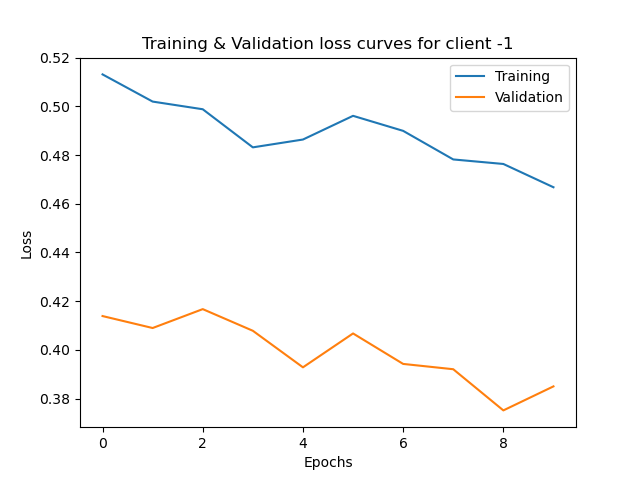 Training & Validation loss curves for client -1
Training
Validation
0.52
0.50
0.48
0.46
0.44
0.42
0.40
0.38
Loss
0
2
4
6
8
Epochs